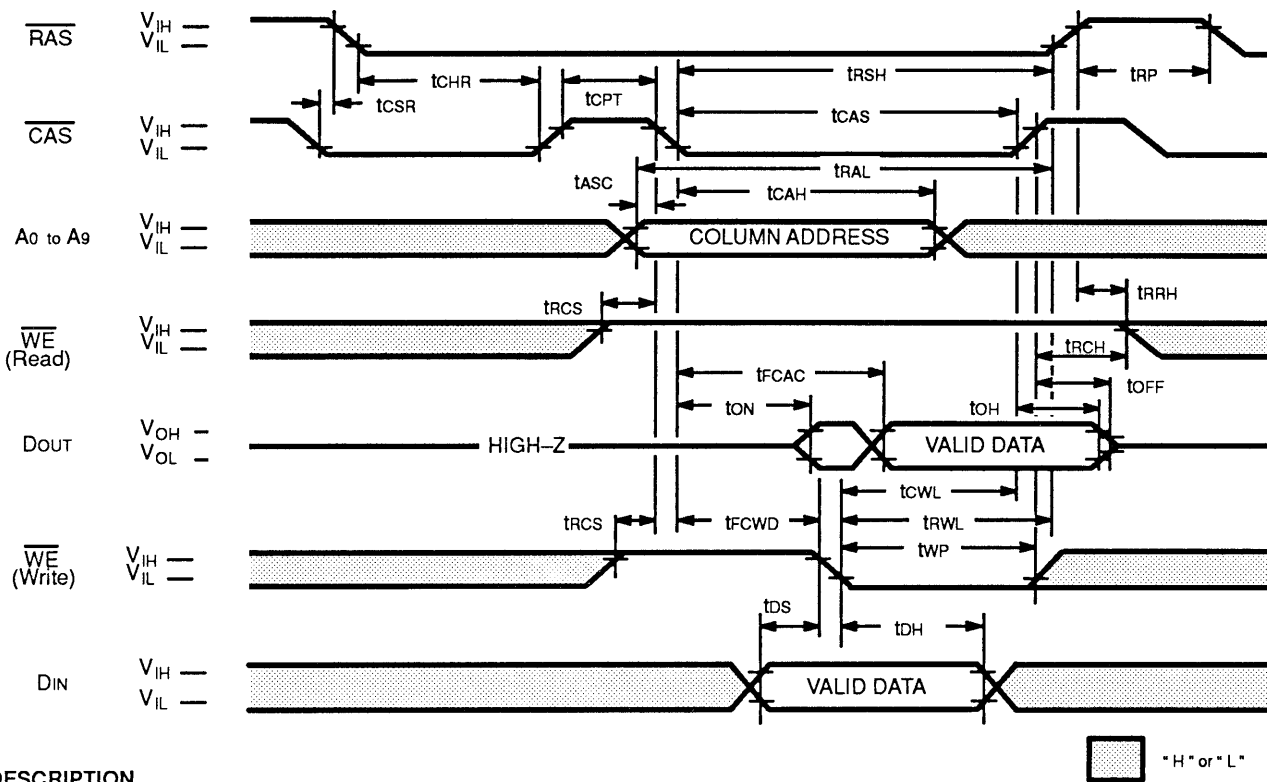 RAS VIH
VIL
tCHR tRSH tRP
tCSR tCPT
CAS VIH
VIL
tCAS
tRAL
tASC tCAH
A0 to A9 VIH
VIL
COLUMN ADDRESS
tRCS tRRH
WE
(Read) VIH
VIL
tRCH
tFCAC tOFF
tON tOH
DOUT VOH
VOL
HIGH–Z VALID DATA
tCWL
tRCS tFCWD tRWL
WE
(Write) VIH
VIL
tWP
tDS tDH
DIN VIH
VIL
VALID DATA
"H" or "L"
DESCRIPTION